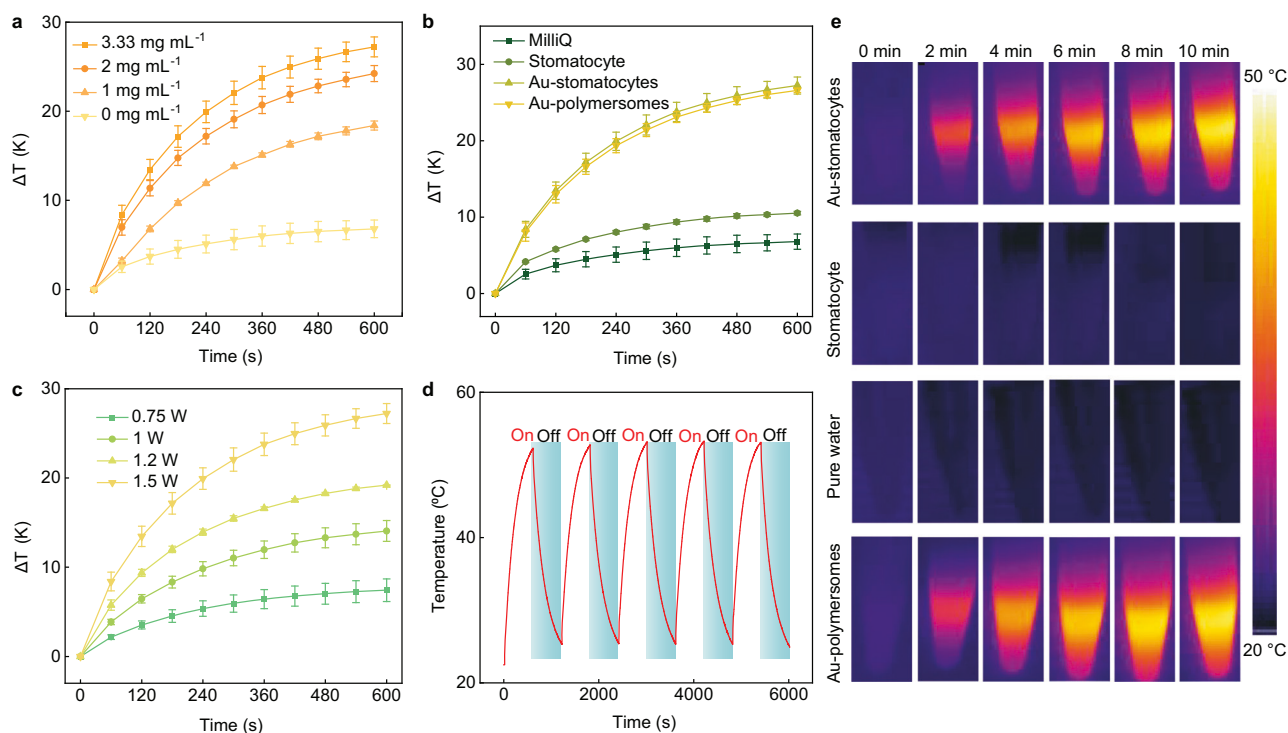 a
30
20
10
0
ΔT (K)
3.33 mg mL⁻¹
2 mg mL⁻¹
1 mg mL⁻¹
0 mg mL⁻¹
0 120 240 360 480 600
Time (s)
b
30
20
10
0
ΔT (K)
MilliQ
Stomatocyte
Au-stomatocytes
Au-polymersomes
0 120 240 360 480 600
Time (s)
c
30
20
10
0
ΔT (K)
0.75 W
1 W
1.2 W
1.5 W
0 120 240 360 480 600
Time (s)
d
60
40
20
Temperature (ºC)
On Off On Off On Off On Off On Off
0 2000 4000 6000
Time (s)
e
0 min 2 min 4 min 6 min 8 min 10 min
Au-stomatocytes
Stomatocyte
Pure water
Au-polymersomes
50 °C
20 °C